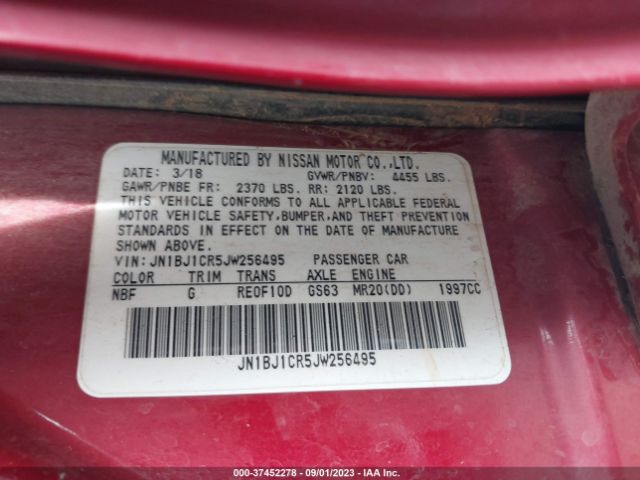 MANUFACTURED BY NISSAN MOTOR CO.,LTD.
DATE: 3/18 GVWR/PNBV: 4455 LBS.
GAWR/PNBE FR: 2370 LBS. RR: 2120 LBS.
THIS VEHICLE CONFORMS TO ALL APPLICABLE FEDERAL
MOTOR VEHICLE SAFETY, BUMPER,AND THEFT PREVENTION
STANDARDS IN EFFECT ON THE DATE OF MANUFACTURE
SHOWN ABOVE.
VIN: JN1BJ1CR5JW256495 PASSENGER CAR
COLOR TRIM TRANS AXLE ENGINE
NBF G RE0F10D GS63 MR20(DD) 1997CC
JN1BJ1CR5JW256495
000-37452278 - 09/01/2023 - IAA Inc.